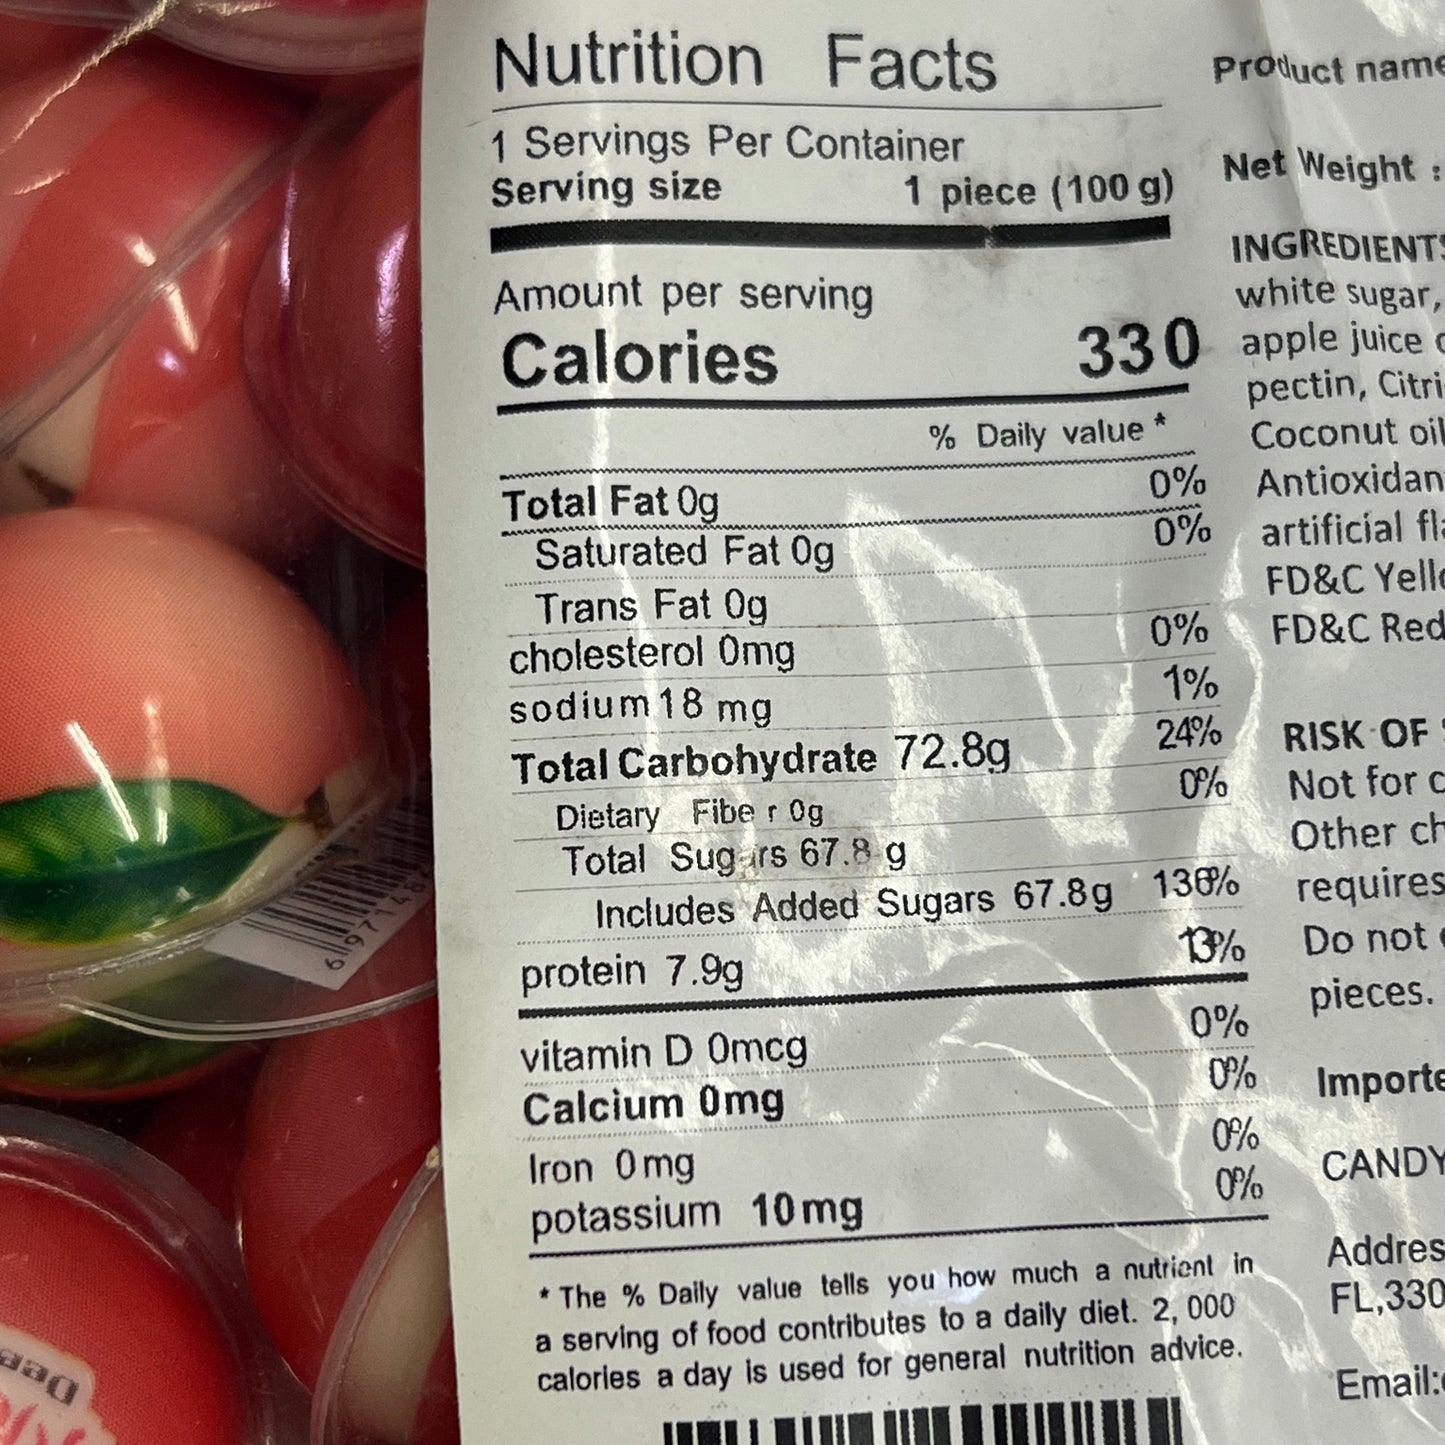 Nutrition Facts
1 Servings Per Container
Serving size 1 piece (100 g)
Amount per serving
Calories 330
% Daily value *
Total Fat 0g 0%
Saturated Fat 0g 0%
Trans Fat 0g
cholesterol 0mg 0%
sodium 18 mg 1%
Total Carbohydrate 72.8g 24%
Dietary Fiber 0g 0%
Total Sugars 67.8 g
Includes Added Sugars 67.8g 136%
protein 7.9g 13%
vitamin D 0mcg 0%
Calcium 0mg 0%
Iron 0mg 0%
potassium 10mg 0%
* The % Daily value tells you how much a nutrient in
a serving of food contributes to a daily diet. 2, 000
calories a day is used for general nutrition advice.
Product name
Net Weight :
INGREDIENTS
white sugar,
apple juice
pectin, Citri
Coconut oil
Antioxidan
artificial fl
FD&C Yell
FD&C Red
RISK OF
Not for c
Other ch
requires
Do not
pieces.
Importe
CANDY
Addres
FL,330
Email:
697148